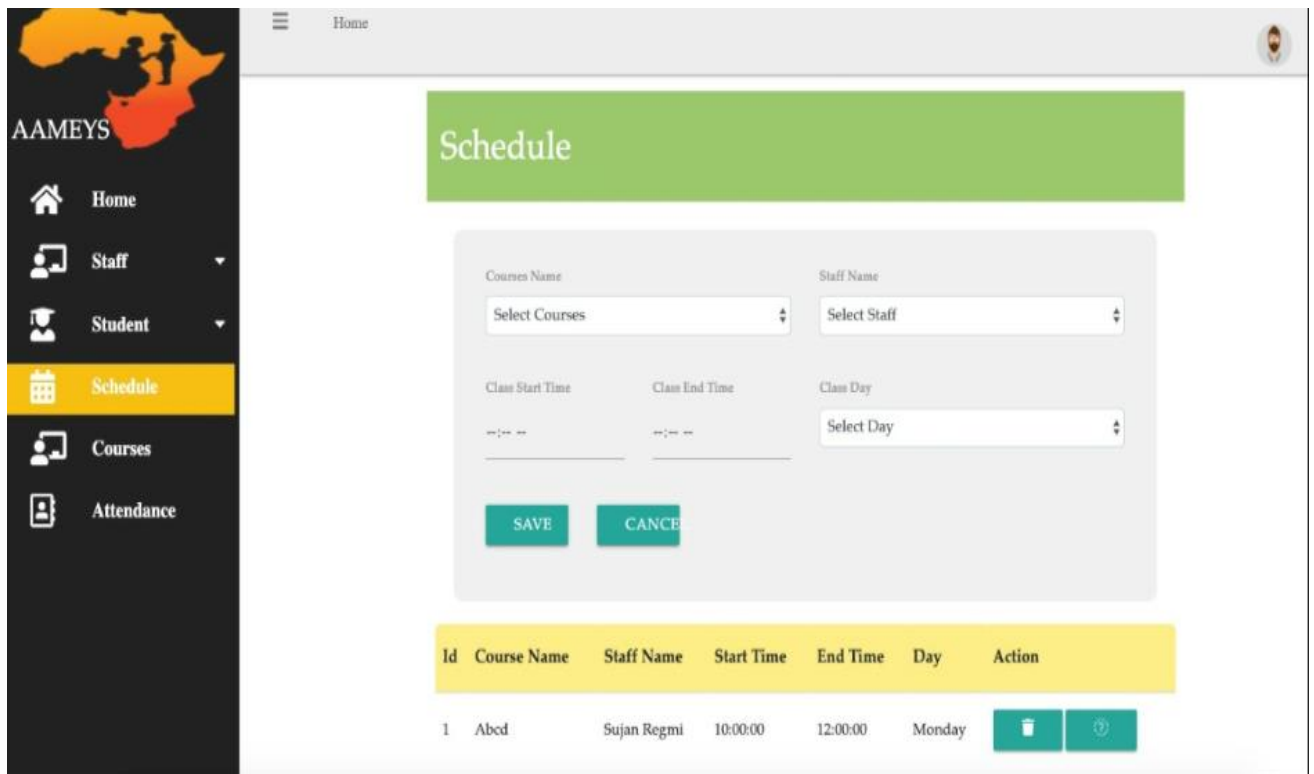 Home
AAMEYS
Home
Staff
Student
Schedule
Courses
Attendance
Schedule
Courses Name Staff Name
Select Courses Select Staff
Class Start Time Class End Time Class Day
--:-- -- --:-- -- Select Day
SAVE CANCE
Id Course Name Staff Name Start Time End Time Day Action
1 Abcd Sujan Regmi 10:00:00 12:00:00 Monday